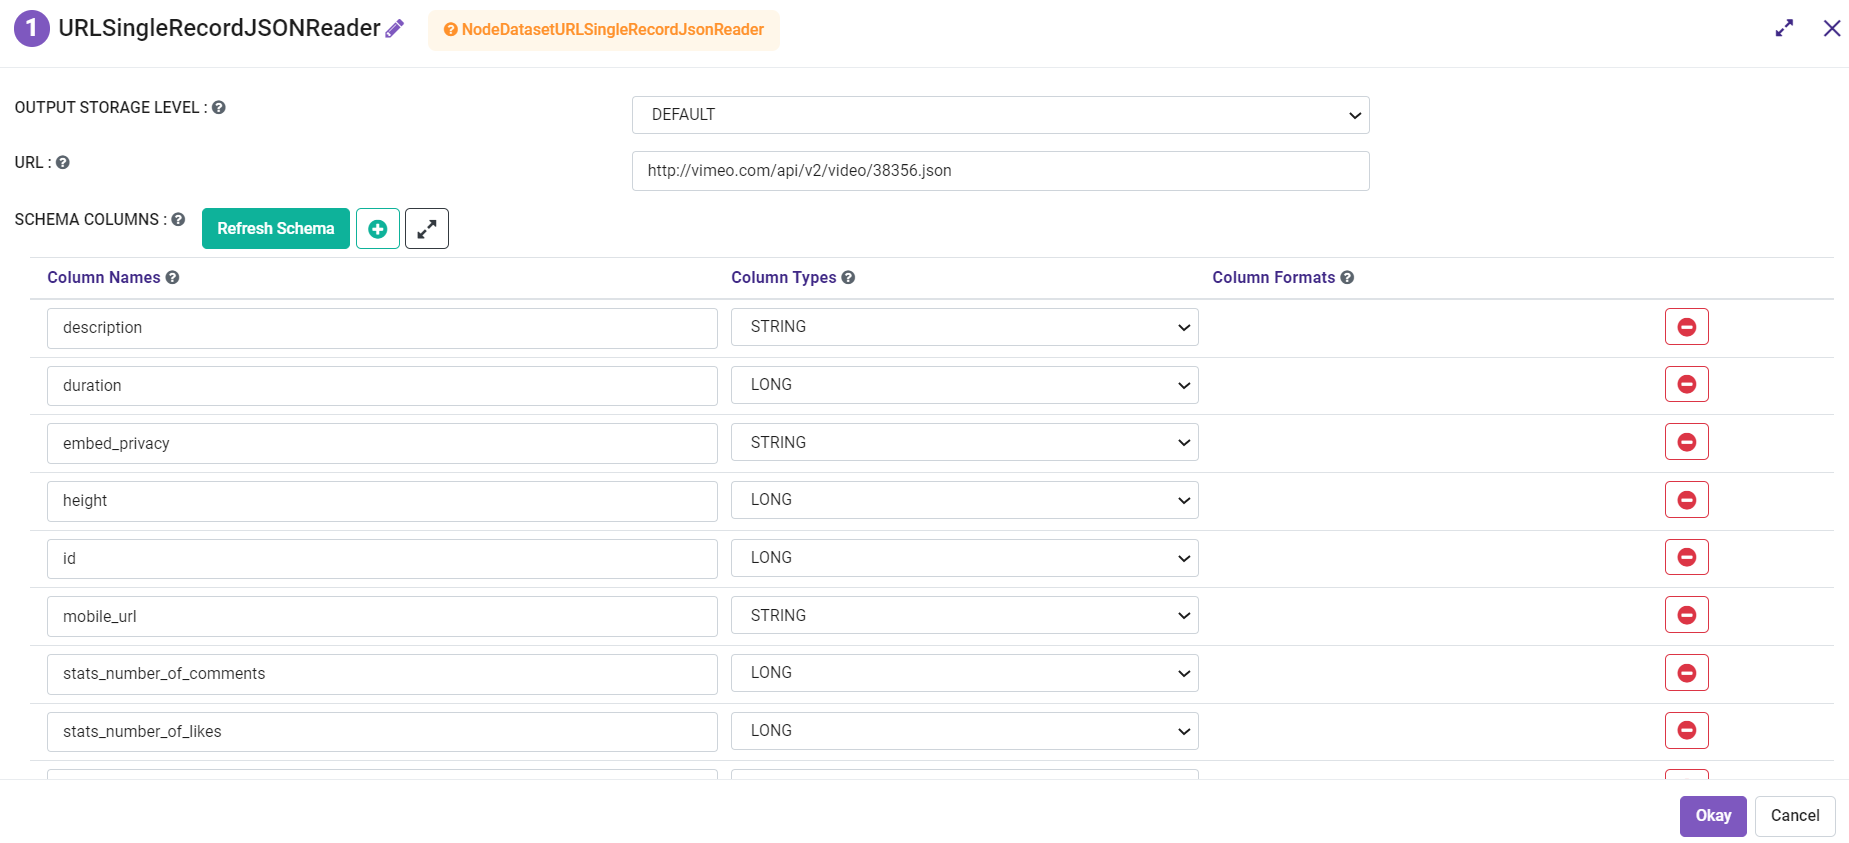 1 URLSingleRecordJSONReader NodeDatasetURLSingleRecordJsonReader
OUTPUT STORAGE LEVEL : DEFAULT
URL : http://vimeo.com/api/v2/video/38356.json
SCHEMA COLUMNS : Refresh Schema
Column Names Column Types Column Formats
description STRING
duration LONG
embed_privacy STRING
height LONG
id LONG
mobile_url STRING
stats_number_of_comments LONG
stats_number_of_likes LONG
Okay Cancel